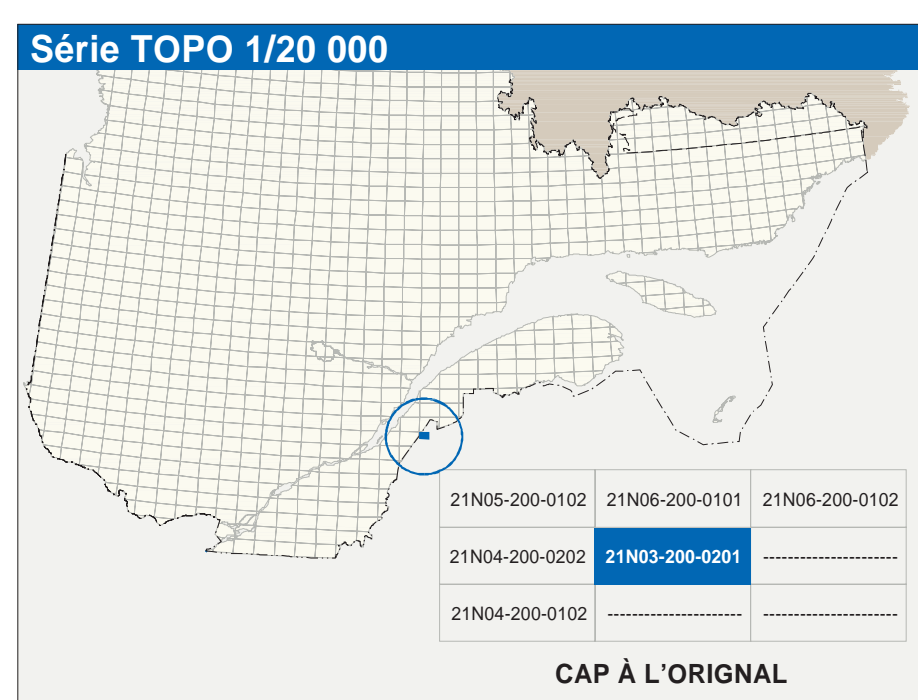 Série TOPO 1/20 000
21N05-200-0102 21N06-200-0101 21N06-200-0102
21N04-200-0202 21N03-200-0201 ----------------------
21N04-200-0102 ---------------------- ----------------------
CAP À L'ORIGNAL